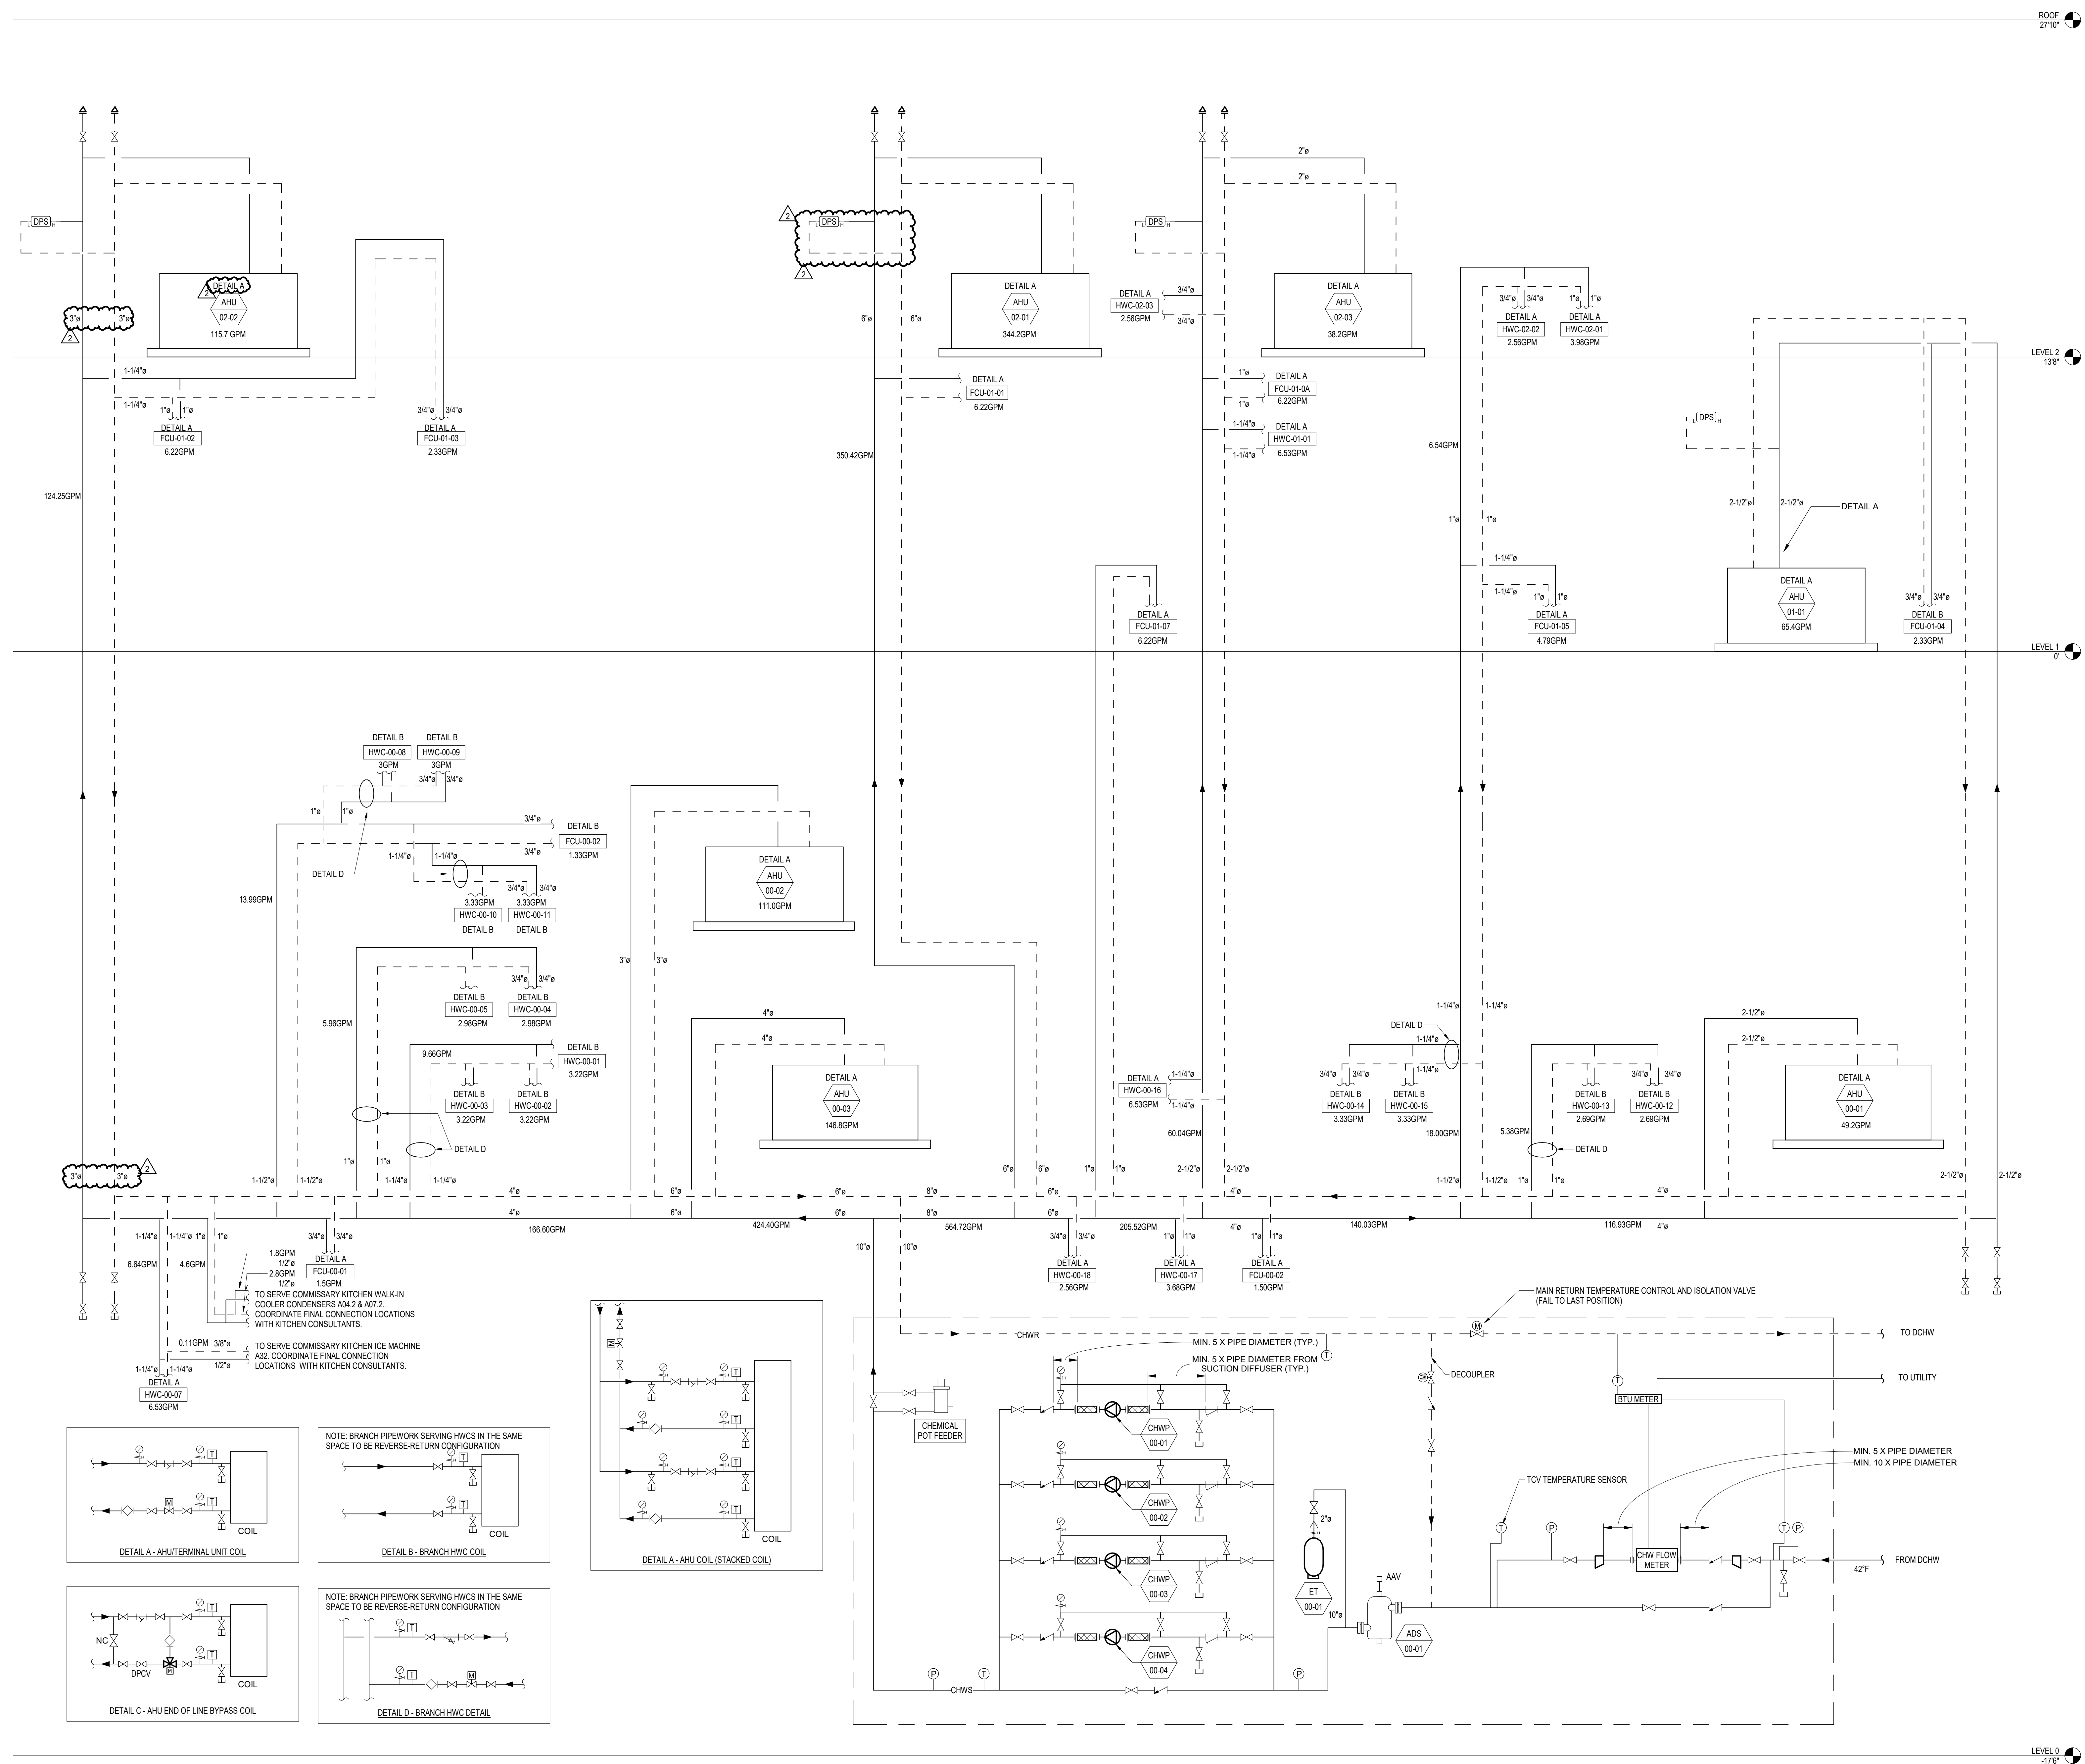 ROOF
27'10"
2"ø
2"ø
DPS
L
H
2
DPS
L
H
2
DPS
L
H
DETAIL A
2
AHU
02-02
115.7 GPM
3"ø
3"ø
2
DETAIL A
AHU
02-01
344.2GPM
6"ø
6"ø
DETAIL A
HWC-02-03
2.56GPM
3/4"ø
3/4"ø
DETAIL A
AHU
02-03
38.2GPM
3/4"ø
3/4"ø
1"ø
1"ø
DETAIL A
HWC-02-02
2.56GPM
DETAIL A
HWC-02-01
3.98GPM
LEVEL 2
13'8"
1-1/4"ø
1-1/4"ø
1"ø
1"ø
DETAIL A
FCU-01-02
6.22GPM
3/4"ø
3/4"ø
DETAIL A
FCU-01-03
2.33GPM
DETAIL A
FCU-01-01
6.22GPM
1"ø
1"ø
DETAIL A
FCU-01-0A
6.22GPM
1-1/4"ø
1-1/4"ø
DETAIL A
HWC-01-01
6.53GPM
DPS
L
H
6.54GPM
350.42GPM
124.25GPM
2-1/2"ø
2-1/2"ø
DETAIL A
1"ø
1"ø
1-1/4"ø
1-1/4"ø
1"ø
1"ø
DETAIL A
FCU-01-05
4.79GPM
DETAIL A
FCU-01-07
6.22GPM
DETAIL A
AHU
01-01
65.4GPM
3/4"ø
3/4"ø
DETAIL B
FCU-01-04
2.33GPM
LEVEL 1
0'
DETAIL B
HWC-00-08
3GPM
DETAIL B
HWC-00-09
3GPM
3/4"ø
3/4"ø
1"ø
1"ø
3/4"ø
3/4"ø
DETAIL B
FCU-00-02
1.33GPM
1-1/4"ø
1-1/4"ø
DETAIL D
3/4"ø
3/4"ø
3.33GPM
HWC-00-10
DETAIL B
3.33GPM
HWC-00-11
DETAIL B
13.99GPM
DETAIL A
AHU
00-02
111.0GPM
3"ø
3"ø
3/4"ø
3/4"ø
DETAIL B
HWC-00-05
2.98GPM
DETAIL B
HWC-00-04
2.98GPM
5.96GPM
9.66GPM
DETAIL B
HWC-00-01
3.22GPM
DETAIL B
HWC-00-03
3.22GPM
DETAIL B
HWC-00-02
3.22GPM
DETAIL D
4"ø
4"ø
DETAIL A
AHU
00-03
146.8GPM
DETAIL A
HWC-00-16
6.53GPM
1-1/4"ø
1-1/4"ø
60.04GPM
1-1/4"ø
1-1/4"ø
DETAIL D
1-1/4"ø
1-1/4"ø
3/4"ø
3/4"ø
DETAIL B
HWC-00-14
3.33GPM
DETAIL B
HWC-00-15
3.33GPM
18.00GPM
5.38GPM
3/4"ø
3/4"ø
DETAIL B
HWC-00-13
2.69GPM
DETAIL B
HWC-00-12
2.69GPM
DETAIL D
2-1/2"ø
2-1/2"ø
DETAIL A
AHU
00-01
49.2GPM
3"ø
3"ø
2
1-1/2"ø
1-1/2"ø
1"ø
1"ø
1-1/4"ø
1-1/4"ø
6"ø
6"ø
1"ø
1"ø
2-1/2"ø
2-1/2"ø
1-1/2"ø
1-1/2"ø
1"ø
1"ø
2-1/2"ø
2-1/2"ø
4"ø
6"ø
6"ø
8"ø
6"ø
4"ø
4"ø
4"ø
6"ø
6"ø
8"ø
6"ø
4"ø
4"ø
166.60GPM
424.40GPM
564.72GPM
205.52GPM
140.03GPM
116.93GPM
1-1/4"ø
1-1/4"ø
1"ø
1"ø
3/4"ø
3/4"ø
10"ø
10"ø
3/4"ø
3/4"ø
1"ø
1"ø
1"ø
1"ø
6.64GPM
4.6GPM
1.8GPM
1/2"ø
2.8GPM
1/2"ø
DETAIL A
FCU-00-01
1.5GPM
DETAIL A
HWC-00-18
2.56GPM
DETAIL A
HWC-00-17
3.68GPM
DETAIL A
FCU-00-02
1.50GPM
TO SERVE COMMISSARY KITCHEN WALK-IN
COOLER CONDENSERS A04.2 & A07.2.
COORDINATE FINAL CONNECTION LOCATIONS
WITH KITCHEN CONSULTANTS.
0.11GPM
3/8"ø
1/2"ø
TO SERVE COMMISSARY KITCHEN ICE MACHINE
A32. COORDINATE FINAL CONNECTION
LOCATIONS WITH KITCHEN CONSULTANTS.
1-1/4"ø
1-1/4"ø
DETAIL A
HWC-00-07
6.53GPM
MAIN RETURN TEMPERATURE CONTROL AND ISOLATION VALVE
(FAIL TO LAST POSITION)
M
CHWR
TO DCHW
T
MIN. 5 X PIPE DIAMETER (TYP.)
MIN. 5 X PIPE DIAMETER FROM
SUCTION DIFFUSER (TYP.)
M
DECOUPLER
T
TO UTILITY
BTU METER
CHEMICAL
POT FEEDER
CHWP
00-01
CHWP
00-02
CHWP
00-03
CHWP
00-04
MIN. 5 X PIPE DIAMETER
MIN. 10 X PIPE DIAMETER
TCV TEMPERATURE SENSOR
T
P
T
P
CHW FLOW
METER
FROM DCHW
42°F
2"ø
ET
00-01
10"ø
AAV
ADS
00-01
P
T
P
CHWS
M
T
T
T
T
COIL
DETAIL A - AHU COIL (STACKED COIL)
T
M
T
COIL
DETAIL A - AHU/TERMINAL UNIT COIL
NOTE: BRANCH PIPEWORK SERVING HWCS IN THE SAME
SPACE TO BE REVERSE-RETURN CONFIGURATION
T
T
COIL
DETAIL B - BRANCH HWC COIL
T
NC
T
DPCV
M
COIL
DETAIL C - AHU END OF LINE BYPASS COIL
NOTE: BRANCH PIPEWORK SERVING HWCS IN THE SAME
SPACE TO BE REVERSE-RETURN CONFIGURATION
T
T
M
DETAIL D - BRANCH HWC DETAIL
LEVEL 0
-17'6"